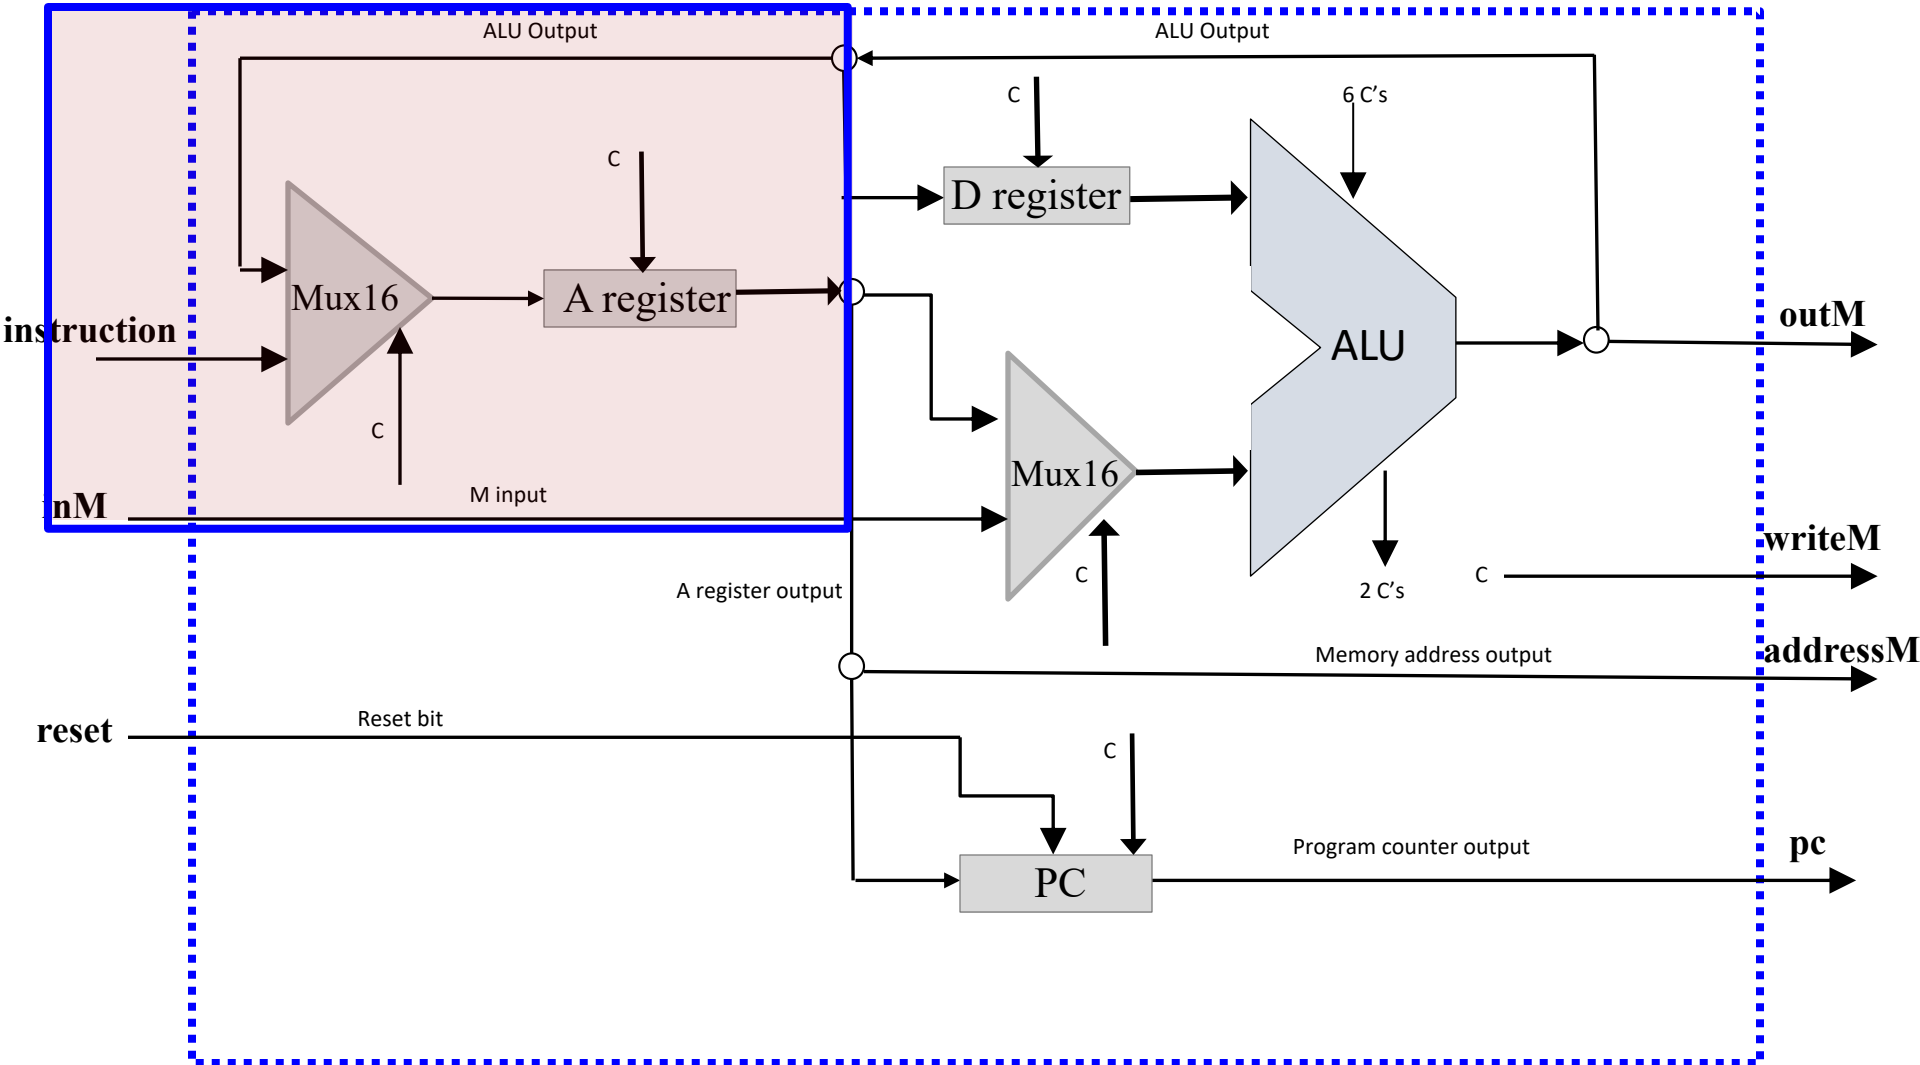 ALU Output
ALU Output
C
6 C’s
C
D register
Mux16
A register
instruction
outM
ALU
C
Mux16
M input
inM
writeM
C
C
2 C’s
A register output
Memory address output
addressM
reset
Reset bit
C
Program counter output
pc
PC